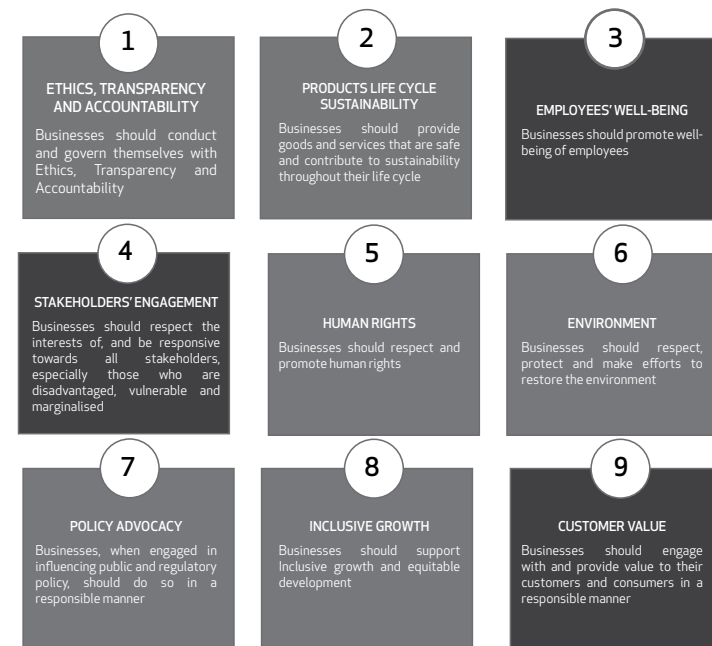 1
ETHICS, TRANSPARENCY
AND ACCOUNTABILITY
Businesses should conduct
and govern themselves with
Ethics, Transparency and
Accountability
2
PRODUCTS LIFE CYCLE
SUSTAINABILITY
Businesses should provide
goods and services that are safe
and contribute to sustainability
throughout their life cycle
3
EMPLOYEES' WELL-BEING
Businesses should promote well-
being of employees
4
STAKEHOLDERS' ENGAGEMENT
Businesses should respect the
interests of, and be responsive
towards all stakeholders,
especially those who are
disadvantaged, vulnerable and
marginalised
5
HUMAN RIGHTS
Businesses should respect and
promote human rights
6
ENVIRONMENT
Businesses should respect,
protect and make efforts to
restore the environment
7
POLICY ADVOCACY
Businesses, when engaged in
influencing public and regulatory
policy, should do so in a
responsible manner
8
INCLUSIVE GROWTH
Businesses should support
Inclusive growth and equitable
development
9
CUSTOMER VALUE
Businesses should engage
with and provide value to their
customers and consumers in a
responsible manner